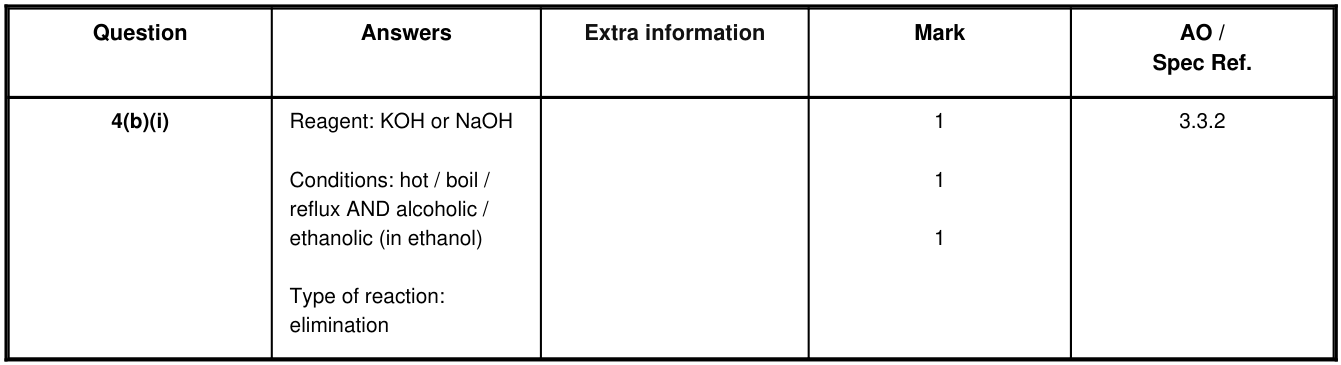 Question Answers Extra information Mark AO /
Spec Ref.
4(b)(i) Reagent: KOH or NaOH 1 3.3.2
Conditions: hot / boil / 1
reflux AND alcoholic /
ethanolic (in ethanol) 1
Type of reaction:
elimination